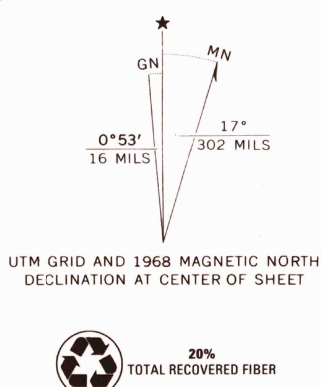 ★
GN
MN
0°53'
16 MILS
17°
302 MILS
UTM GRID AND 1968 MAGNETIC NORTH
DECLINATION AT CENTER OF SHEET
20%
TOTAL RECOVERED FIBER